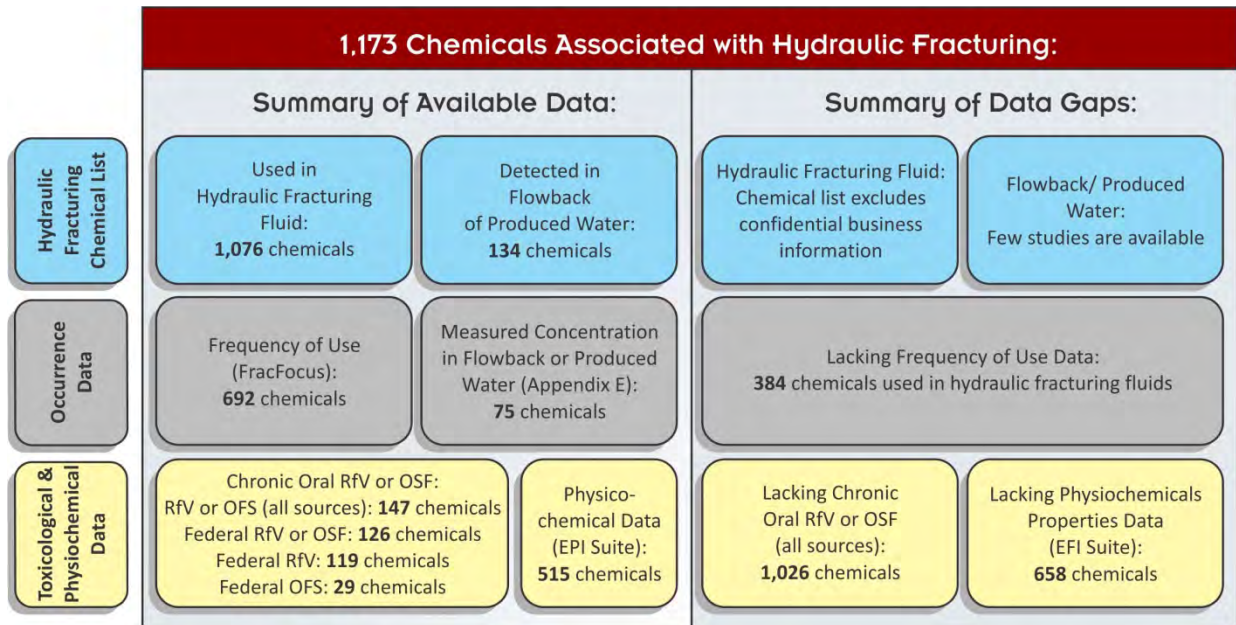 1,173 Chemicals Associated with Hydraulic Fracturing:
Summary of Available Data:
Summary of Data Gaps:
Hydraulic
Fracturing
Chemical List
Used in
Hydraulic Fracturing
Fluid:
1,076 chemicals
Detected in
Flowback
of Produced Water:
134 chemicals
Hydraulic Fracturing Fluid:
Chemical list excludes
confidential business
information
Flowback/ Produced
Water:
Few studies are available
Occurrence
Data
Frequency of Use
(FracFocus):
692 chemicals
Measured Concentration
in Flowback or Produced
Water (Appendix E):
75 chemicals
Lacking Frequency of Use Data:
384 chemicals used in hydraulic fracturing fluids
Toxicological &
Physiochemical
Data
Chronic Oral RfV or OSF:
RfV or OFS (all sources): 147 chemicals
Federal RfV or OSF: 126 chemicals
Federal RfV: 119 chemicals
Federal OFS: 29 chemicals
Physico-
chemical Data
(EPI Suite):
515 chemicals
Lacking Chronic
Oral RfV or OSF
(all sources):
1,026 chemicals
Lacking Physiochemicals
Properties Data
(EFI Suite):
658 chemicals